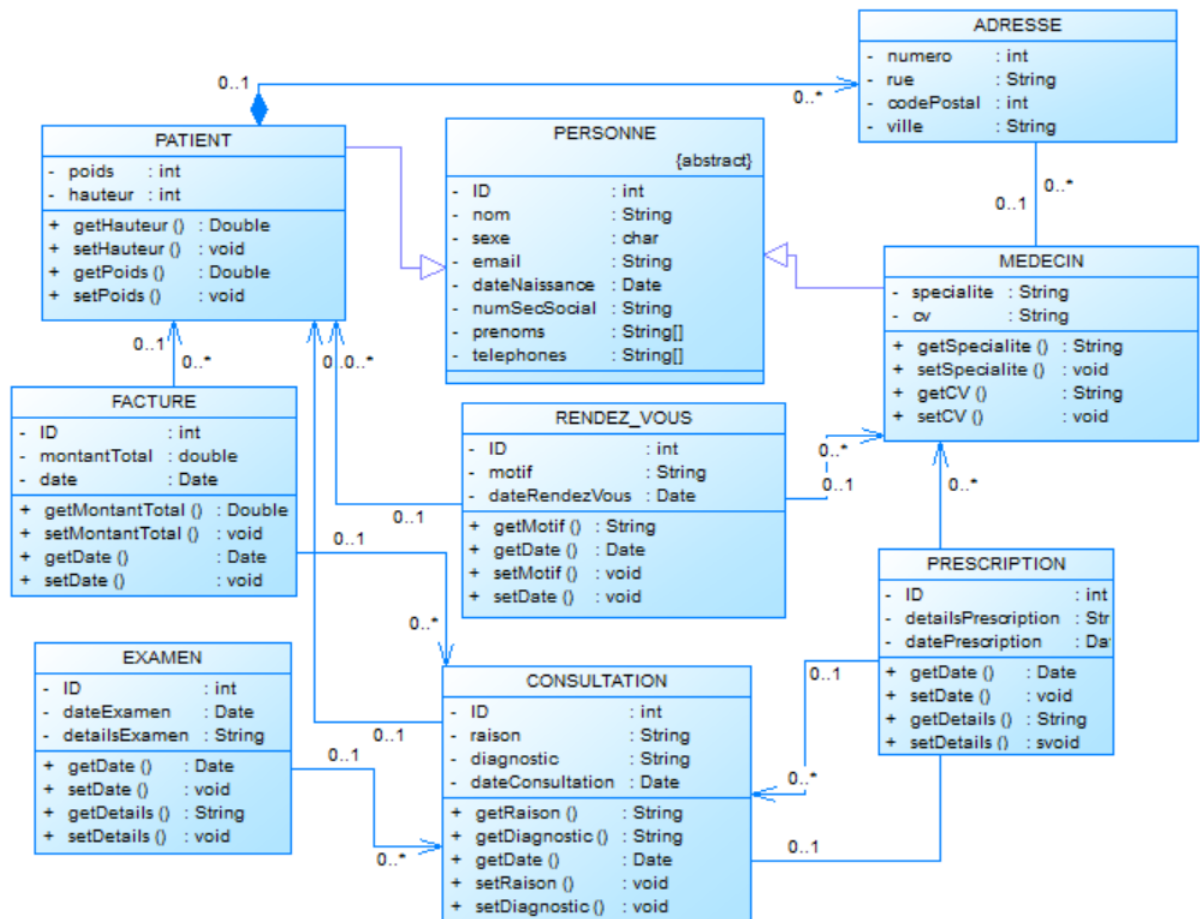 ADRESSE
- numero : int
- rue : String
- codePostal : int
- ville : String
0..1
0..*
PATIENT
- poids : int
- hauteur : int
+ getHauteur () : Double
+ setHauteur () : void
+ getPoids () : Double
+ setPoids () : void
PERSONNE
{abstract}
- ID : int
- nom : String
- sexe : char
- email : String
- dateNaissance : Date
- numSecSocial : String
- prenoms : String[]
- telephones : String[]
0..*
0..1
MEDECIN
- specialite : String
- cv : String
+ getSpecialite () : String
+ setSpecialite () : void
+ getCV () : String
+ setCV () : void
0..1
0..*
0..0..*
FACTURE
- ID : int
- montantTotal : double
- date : Date
+ getMontantTotal () : Double
+ setMontantTotal () : void
+ getDate () : Date
+ setDate () : void
RENDEZ_VOUS
- ID : int
- motif : String
- dateRendezVous : Date
+ getMotif () : String
+ getDate () : Date
+ setMotif () : void
+ setDate () : void
0..*
0..1
0..*
0..1
0..1
PRESCRIPTION
- ID : int
- detailsPrescription : Str
- datePrescription : Da
+ getDate () : Date
+ setDate () : void
+ getDetails () : String
+ setDetails () : svoid
0..*
EXAMEN
- ID : int
- dateExamen : Date
- detailsExamen : String
+ getDate () : Date
+ setDate () : void
+ getDetails () : String
+ setDetails () : void
0..1
0..1
0..*
CONSULTATION
- ID : int
- raison : String
- diagnostic : String
- dateConsultation : Date
+ getRaison () : String
+ getDiagnostic () : String
+ getDate () : Date
+ setRaison () : void
+ setDiagnostic () : void
0..1
0..*
0..1